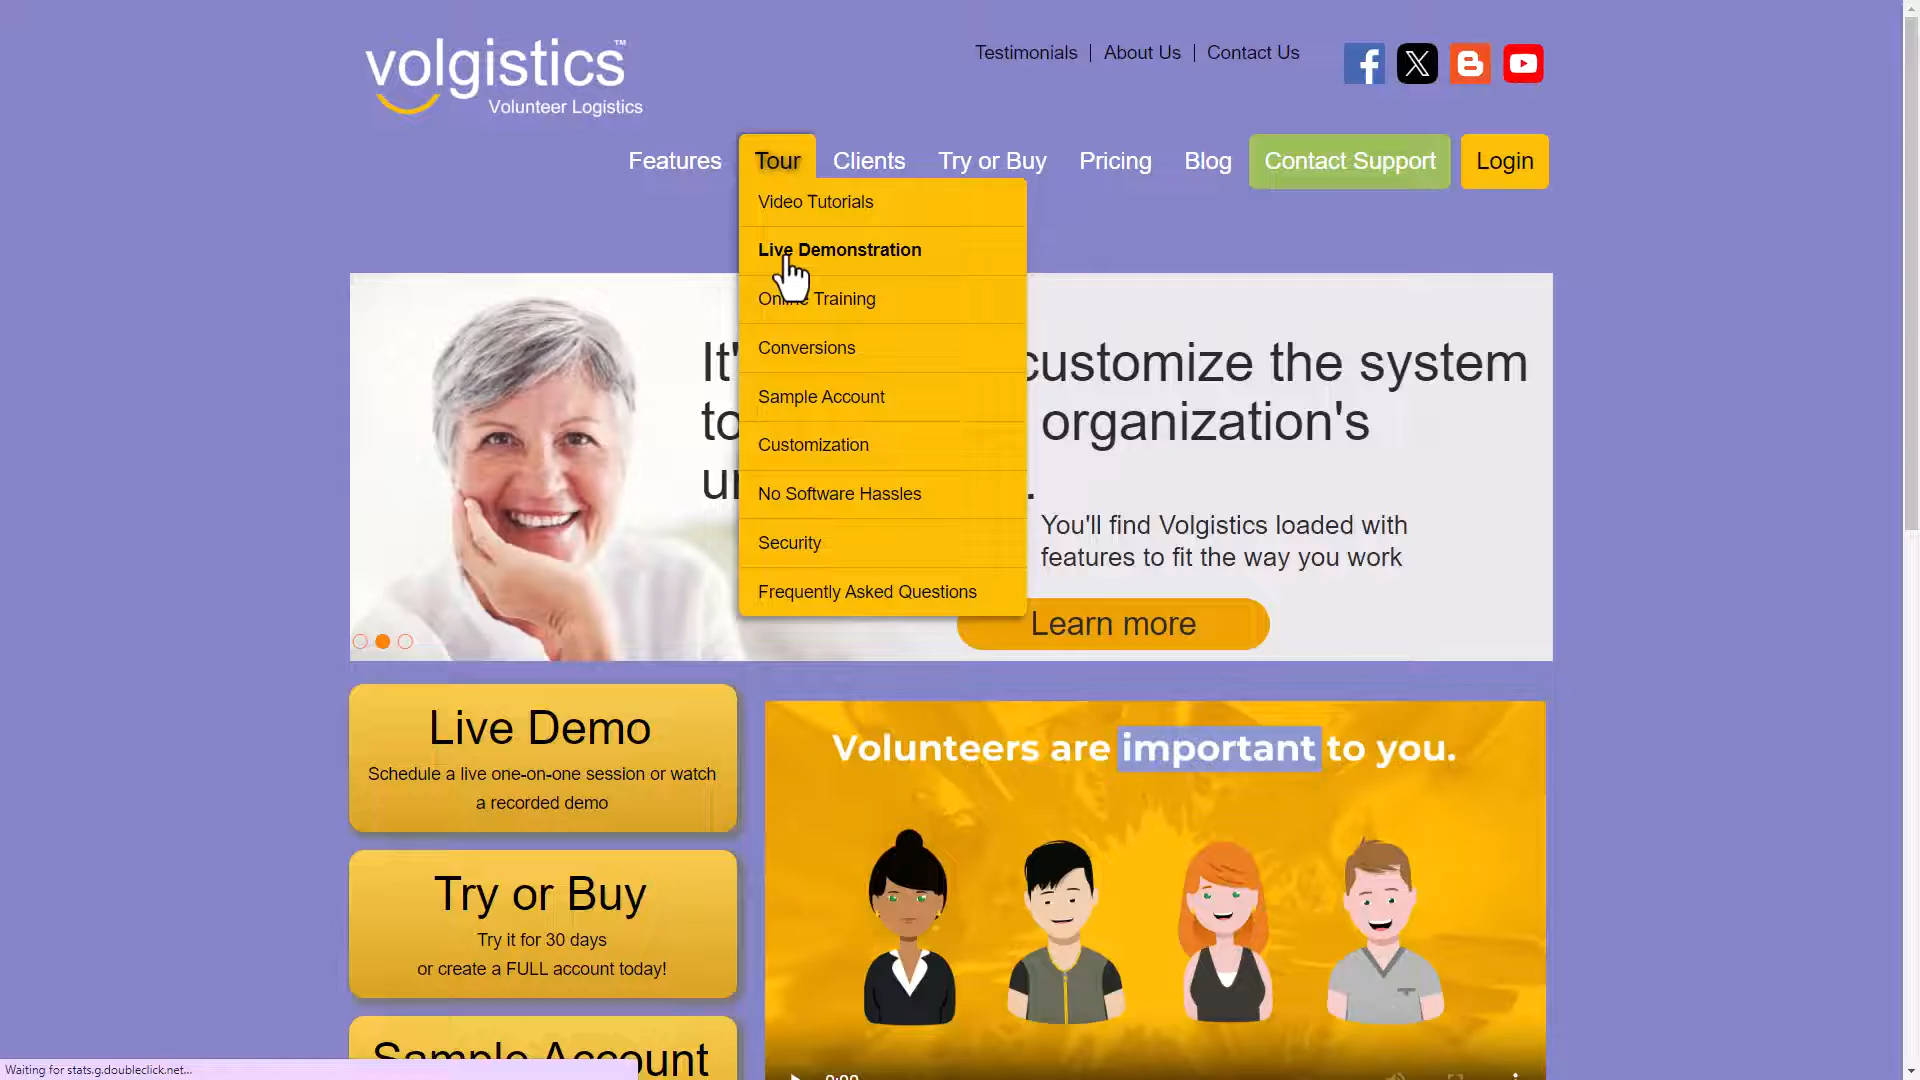 volgistics™
Volunteer Logistics
Testimonials | About Us | Contact Us
Features Tour Clients Try or Buy Pricing Blog Contact Support Login
Video Tutorials
Live Demonstration
Online Training
Conversions
Sample Account
Customization
No Software Hassles
Security
Frequently Asked Questions
It' customize the system
to organization's
un .
You'll find Volgistics loaded with
features to fit the way you work
Learn more
Live Demo
Schedule a live one-on-one session or watch
a recorded demo
Try or Buy
Try it for 30 days
or create a FULL account today!
Sample Account
Volunteers are important to you.
0:00
Waiting for stats.g.doubleclick.net...